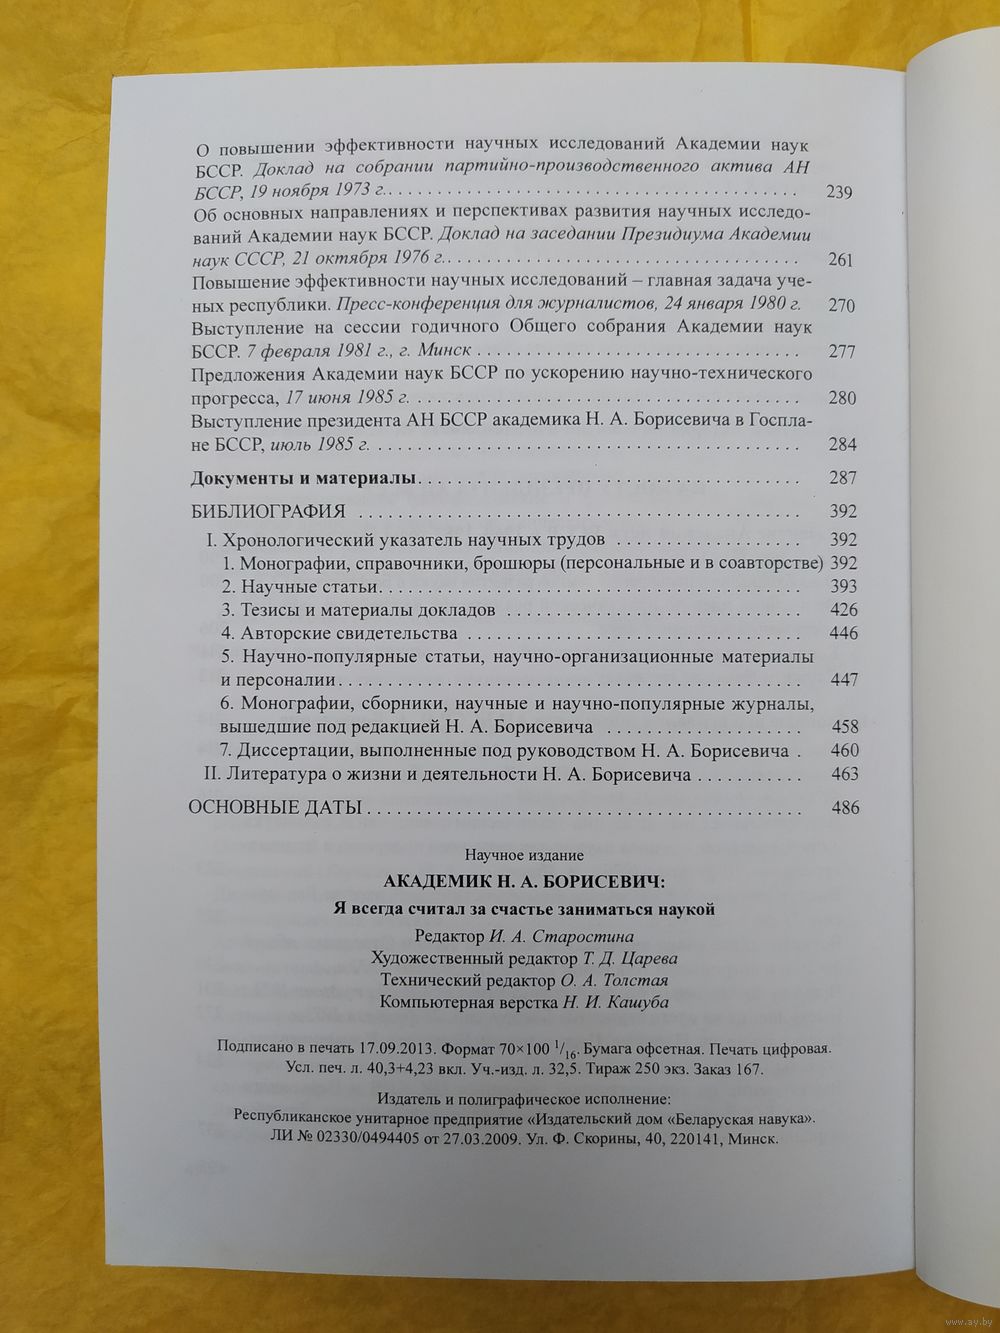 О повышении эффективности научных исследований Академии наук
БССР. Доклад на собрании партийно-производственного актива АН
БССР, 19 ноября 1973 г. . . . . . . . . . . . . . . . . . . . . . . . . . . . . . . . . . . . . . . . 239
Об основных направлениях и перспективах развития научных исследо-
ваний Академии наук БССР. Доклад на заседании Президиума Академии
наук СССР, 21 октября 1976 г. . . . . . . . . . . . . . . . . . . . . . . . . . . . . . . . . . . 261
Повышение эффективности научных исследований – главная задача уче-
ных республики. Пресс-конференция для журналистов, 24 января 1980 г. 270
Выступление на сессии годичного Общего собрания Академии наук
БССР. 7 февраля 1981 г., г. Минск . . . . . . . . . . . . . . . . . . . . . . . . . . . . . . . . 277
Предложения Академии наук БССР по ускорению научно-технического
прогресса, 17 июня 1985 г. . . . . . . . . . . . . . . . . . . . . . . . . . . . . . . . . . . . . . 280
Выступление президента АН БССР академика Н. А. Борисевича в Госпла-
не БССР, июль 1985 г. . . . . . . . . . . . . . . . . . . . . . . . . . . . . . . . . . . . . . . . . . 284
Документы и материалы. . . . . . . . . . . . . . . . . . . . . . . . . . . . . . . . . . . . . . 287
БИБЛИОГРАФИЯ . . . . . . . . . . . . . . . . . . . . . . . . . . . . . . . . . . . . . . . . . . . 392
I. Хронологический указатель научных трудов . . . . . . . . . . . . . . . . . . . 392
1. Монографии, справочники, брошюры (персональные и в соавторстве) 392
2. Научные статьи. . . . . . . . . . . . . . . . . . . . . . . . . . . . . . . . . . . . . . . . . . 393
3. Тезисы и материалы докладов . . . . . . . . . . . . . . . . . . . . . . . . . . . . . 426
4. Авторские свидетельства . . . . . . . . . . . . . . . . . . . . . . . . . . . . . . . . . 446
5. Научно-популярные статьи, научно-организационные материалы
и персоналии. . . . . . . . . . . . . . . . . . . . . . . . . . . . . . . . . . . . . . . . . . . . . . 447
6. Монографии, сборники, научные и научно-популярные журналы,
вышедшие под редакцией Н. А. Борисевича . . . . . . . . . . . . . . . . . . . . 458
7. Диссертации, выполненные под руководством Н. А. Борисевича . 460
II. Литература о жизни и деятельности Н. А. Борисевича . . . . . . . . . . . 463
ОСНОВНЫЕ ДАТЫ . . . . . . . . . . . . . . . . . . . . . . . . . . . . . . . . . . . . . . . . . . 486
Научное издание
АКАДЕМИК Н. А. БОРИСЕВИЧ:
Я всегда считал за счастье заниматься наукой
Редактор И. А. Старостина
Художественный редактор Т. Д. Царева
Технический редактор О. А. Толстая
Компьютерная верстка Н. И. Кашуба
Подписано в печать 17.09.2013. Формат 70×100 1/16. Бумага офсетная. Печать цифровая.
Усл. печ. л. 40,3+4,23 вкл. Уч.-изд. л. 32,5. Тираж 250 экз. Заказ 167.
Издатель и полиграфическое исполнение:
Республиканское унитарное предприятие «Издательский дом «Беларуская навука».
ЛИ № 02330/0494405 от 27.03.2009. Ул. Ф. Скорины, 40, 220141, Минск.
www.ay.by